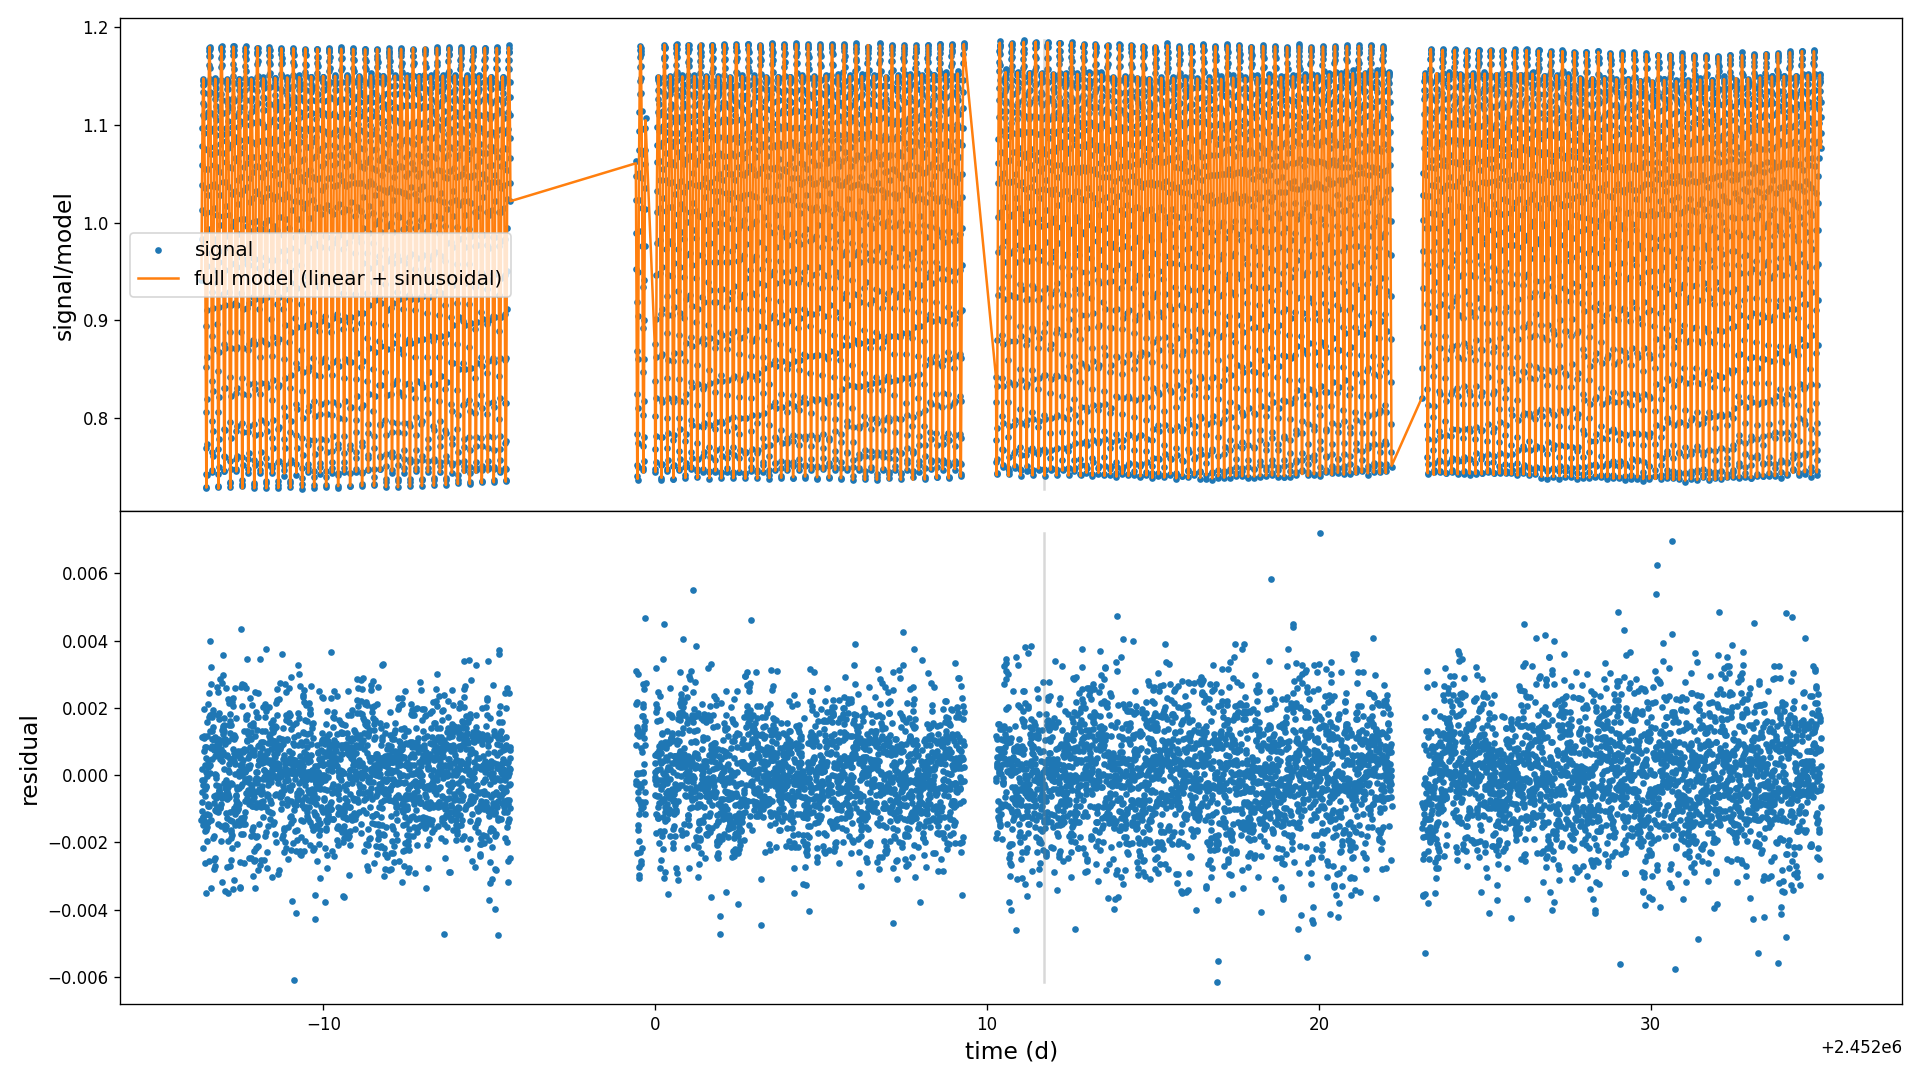 1.2
1.1
1.0
0.9
0.8
signal/model
signal
full model (linear + sinusoidal)
0.006
0.004
0.002
0.000
−0.002
−0.004
−0.006
residual
−10
0
10
20
30
time (d)
+2.452e6